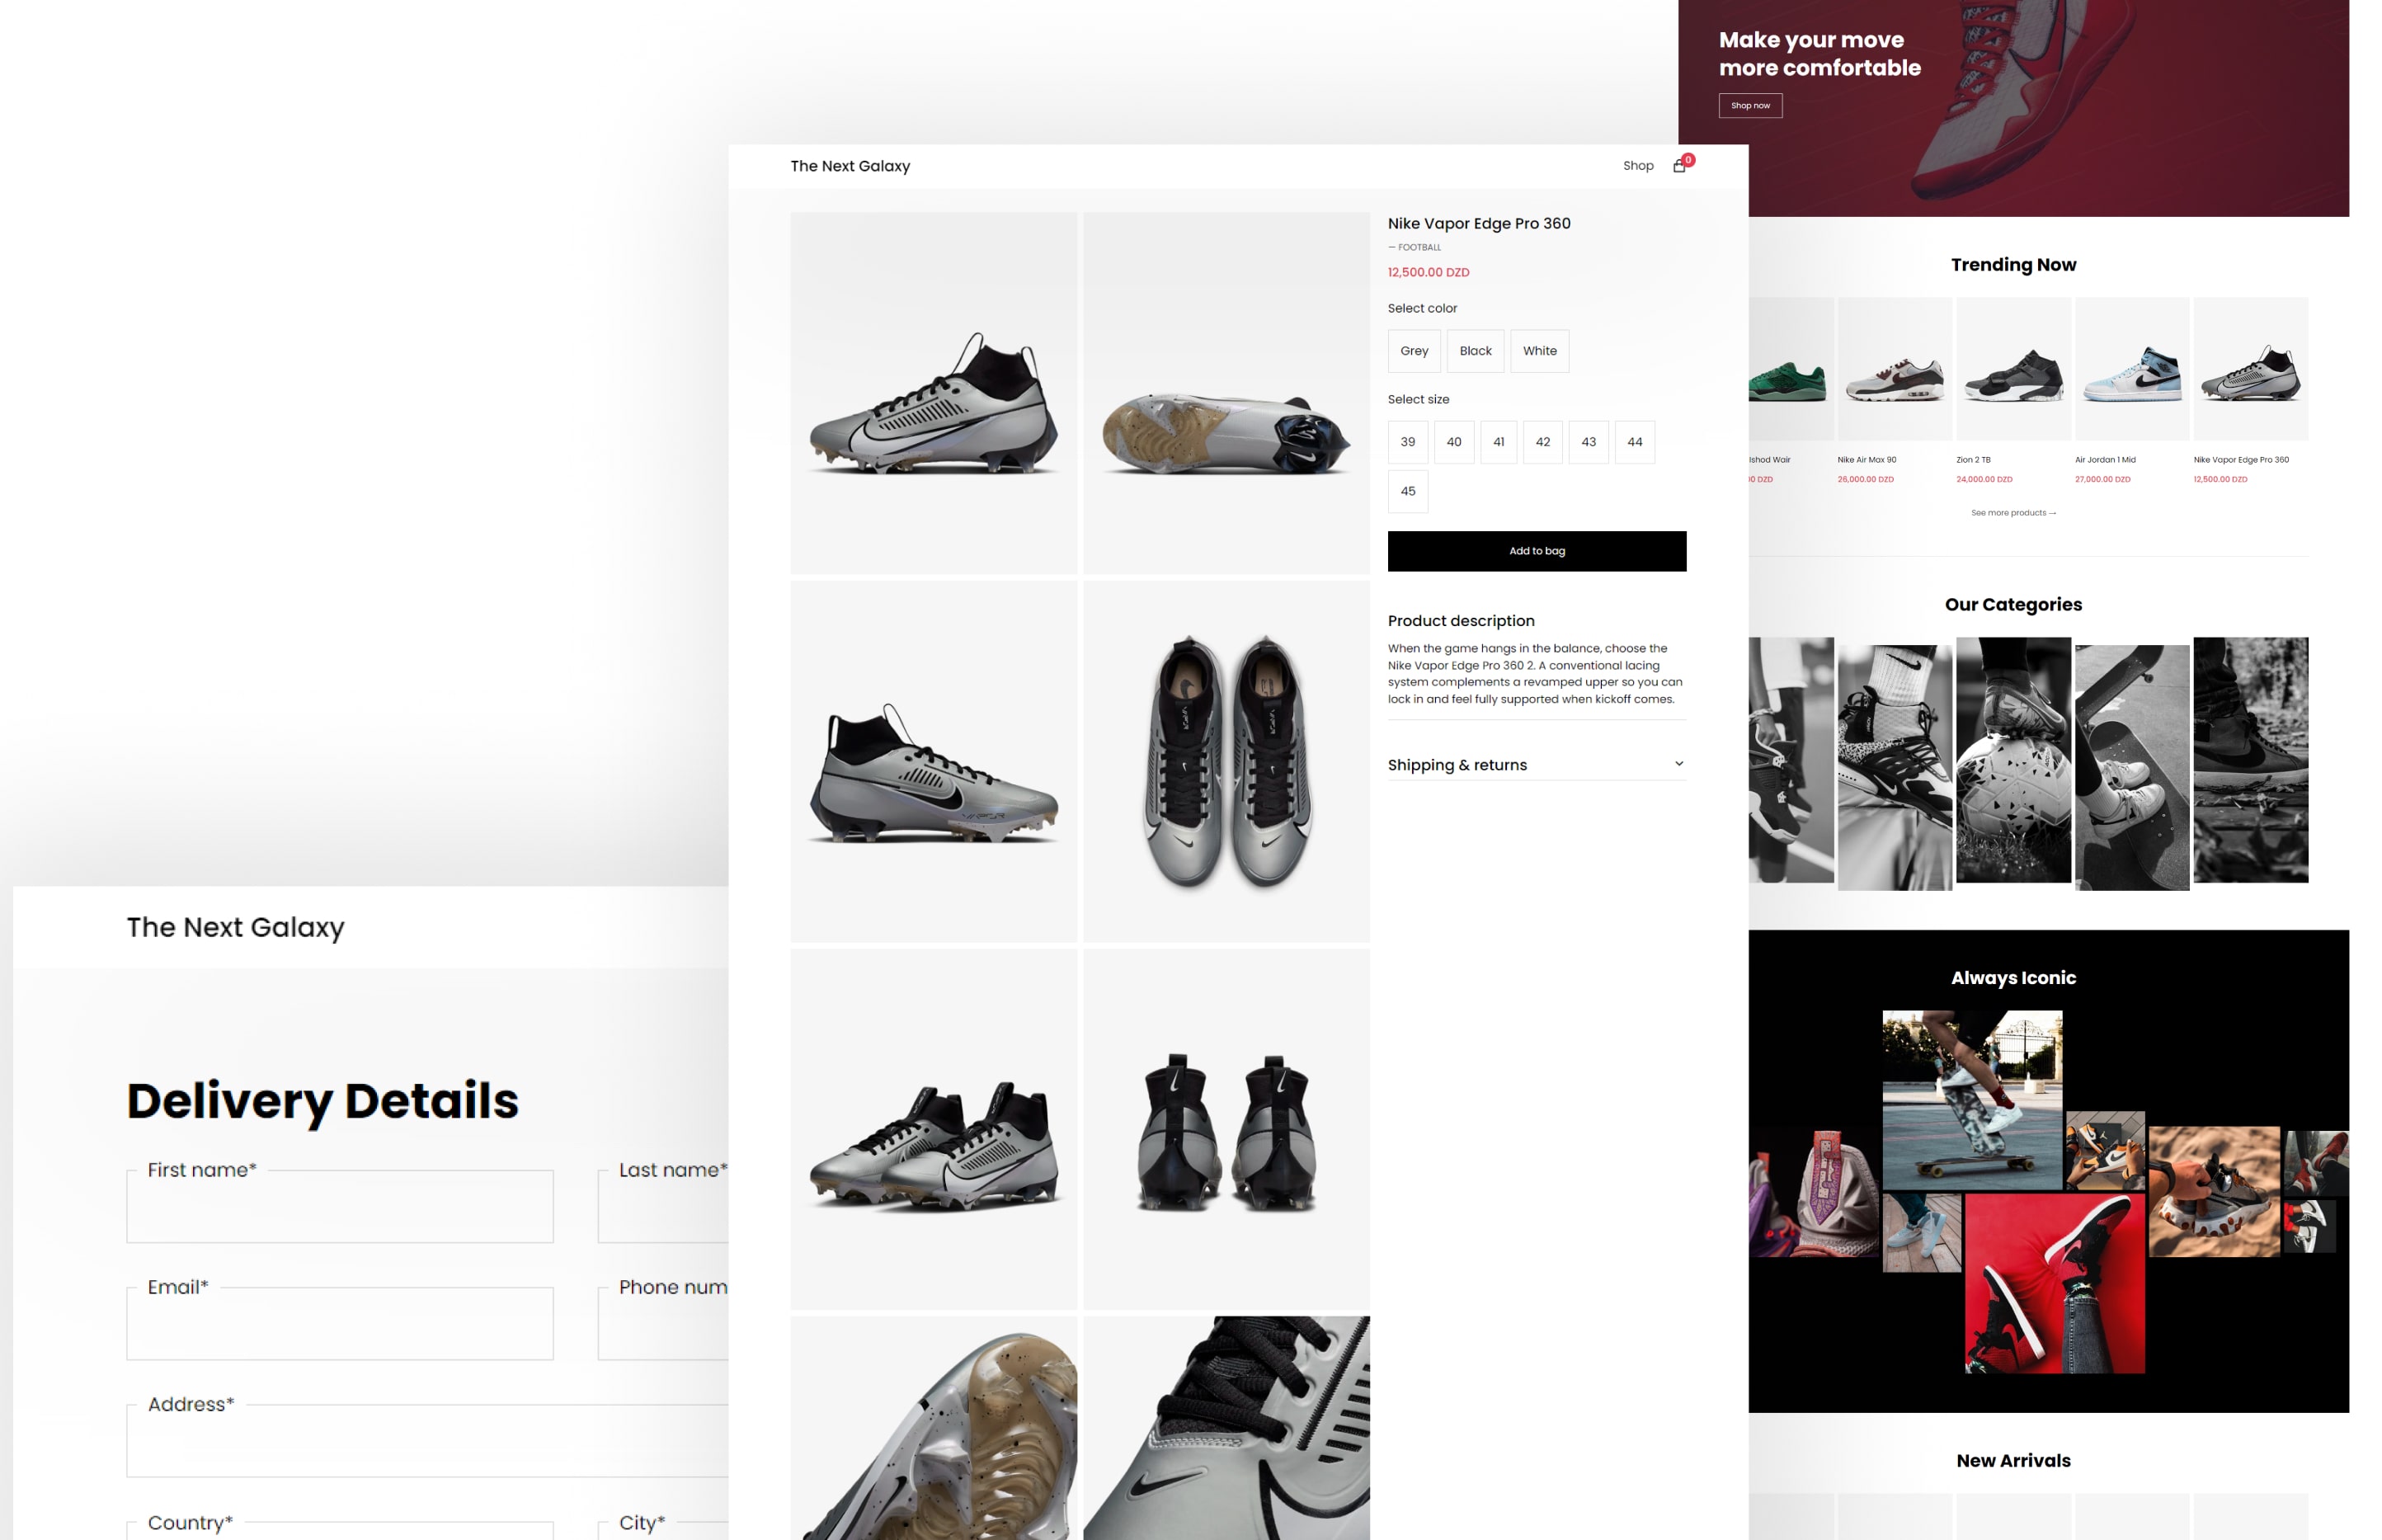 Make your move
more comfortable
Shop now
The Next Galaxy
Shop
0
Nike Vapor Edge Pro 360
— FOOTBALL
12,500.00 DZD
Select color
Grey
Black
White
Select size
39
40
41
42
43
44
45
Add to bag
Product description
When the game hangs in the balance, choose the
Nike Vapor Edge Pro 360 2. A conventional lacing
system complements a revamped upper so you can
lock in and feel fully supported when kickoff comes.
Shipping & returns
Trending Now
Ishod Wair
0 DZD
Nike Air Max 90
26,000.00 DZD
Zion 2 TB
24,000.00 DZD
Air Jordan 1 Mid
27,000.00 DZD
Nike Vapor Edge Pro 360
12,500.00 DZD
See more products →
Our Categories
Always Iconic
New Arrivals
The Next Galaxy
Delivery Details
First name*
Last name*
Email*
Phone num
Address*
Country*
City*